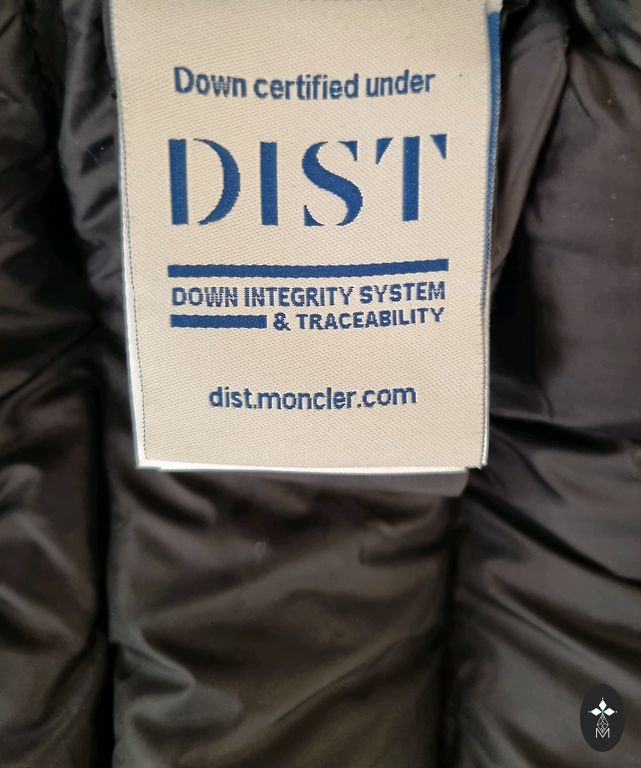 Down certified under
DIST
DOWN INTEGRITY SYSTEM
& TRACEABILITY
dist.moncler.com
M